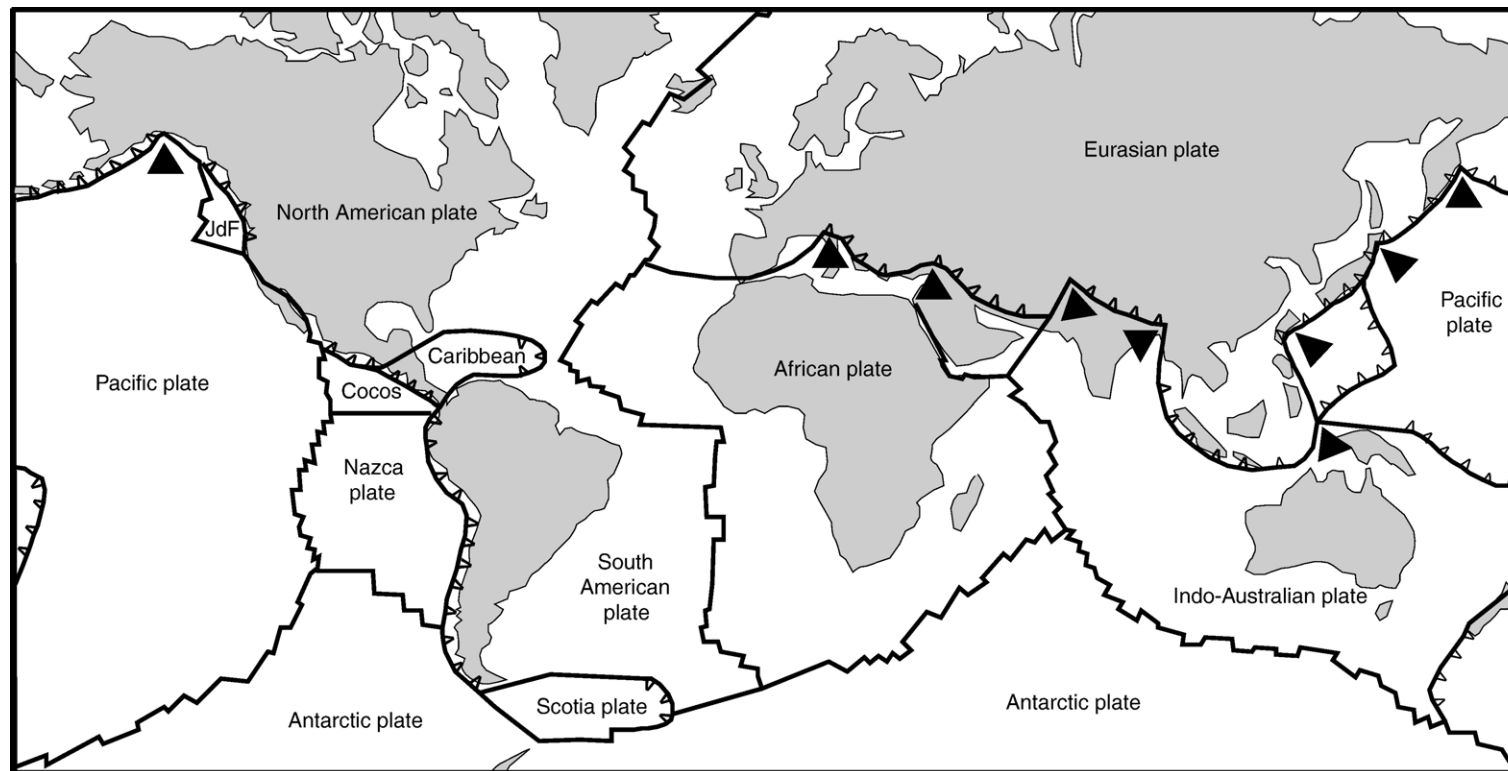 Eurasian plate
North American plate
JdF
Pacific
plate
Caribbean
African plate
Pacific plate
Cocos
Nazca
plate
South
American
plate
Indo-Australian plate
Scotia plate
Antarctic plate
Antarctic plate